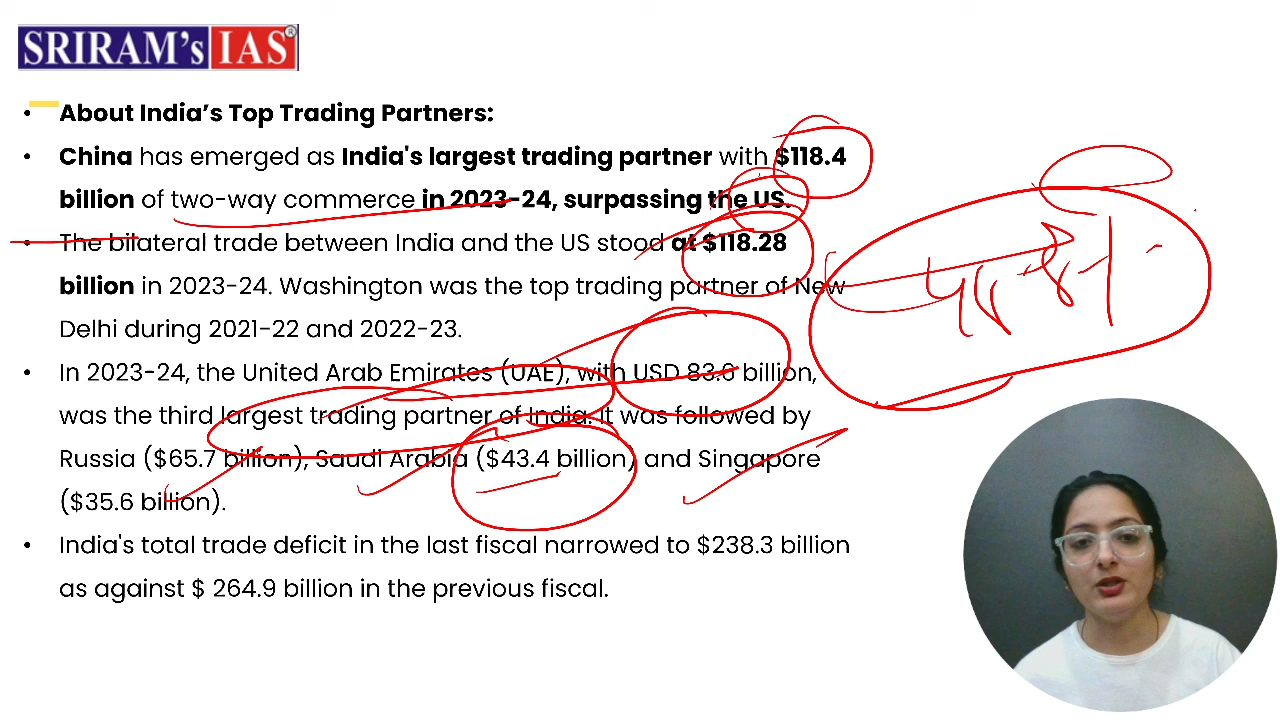 SRIRAM's IAS®
• About India’s Top Trading Partners:
• China has emerged as India's largest trading partner with $118.4
billion of two-way commerce in 2023-24, surpassing the US.
• The bilateral trade between India and the US stood at $118.28
billion in 2023-24. Washington was the top trading partner of New
Delhi during 2021-22 and 2022-23.
• In 2023-24, the United Arab Emirates (UAE), with USD 83.6 billion,
was the third largest trading partner of India. It was followed by
Russia ($65.7 billion), Saudi Arabia ($43.4 billion) and Singapore
($35.6 billion).
• India's total trade deficit in the last fiscal narrowed to $238.3 billion
as against $ 264.9 billion in the previous fiscal.